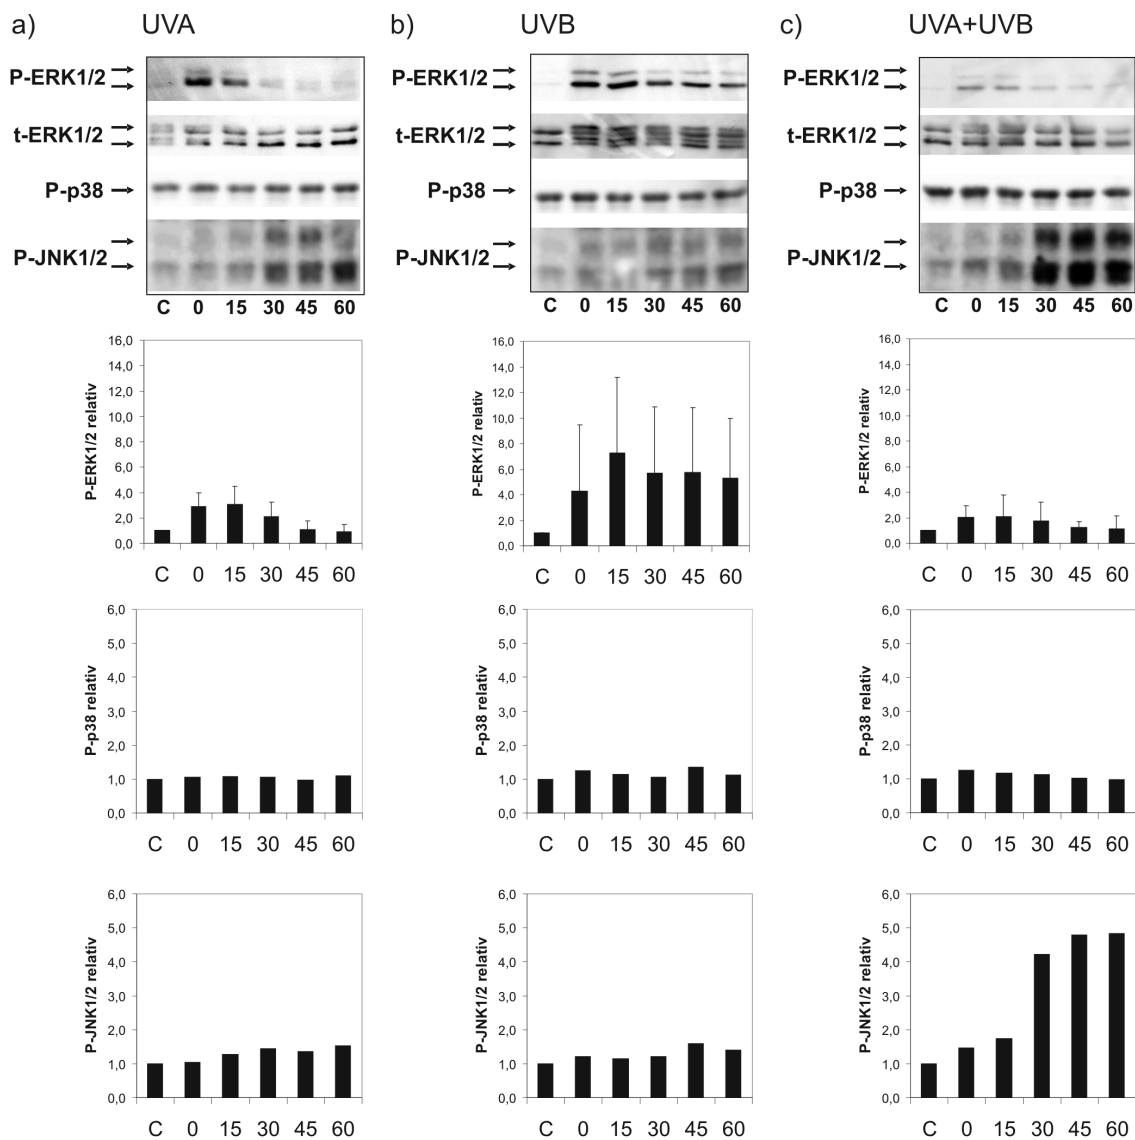 a) UVA
P-ERK1/2
t-ERK1/2
P-p38
P-JNK1/2
C 0 15 30 45 60
P-ERK1/2 relativ
16,0
14,0
12,0
10,0
8,0
6,0
4,0
2,0
0,0
C 0 15 30 45 60
P-p38 relativ
6,0
5,0
4,0
3,0
2,0
1,0
0,0
C 0 15 30 45 60
P-JNK1/2 relativ
6,0
5,0
4,0
3,0
2,0
1,0
0,0
C 0 15 30 45 60
b) UVB
P-ERK1/2
t-ERK1/2
P-p38
P-JNK1/2
C 0 15 30 45 60
P-ERK1/2 relativ
16,0
14,0
12,0
10,0
8,0
6,0
4,0
2,0
0,0
C 0 15 30 45 60
P-p38 relativ
6,0
5,0
4,0
3,0
2,0
1,0
0,0
C 0 15 30 45 60
P-JNK1/2 relativ
6,0
5,0
4,0
3,0
2,0
1,0
0,0
C 0 15 30 45 60
c) UVA+UVB
P-ERK1/2
t-ERK1/2
P-p38
P-JNK1/2
C 0 15 30 45 60
P-ERK1/2 relativ
16,0
14,0
12,0
10,0
8,0
6,0
4,0
2,0
0,0
C 0 15 30 45 60
P-p38 relativ
6,0
5,0
4,0
3,0
2,0
1,0
0,0
C 0 15 30 45 60
P-JNK1/2 relativ
6,0
5,0
4,0
3,0
2,0
1,0
0,0
C 0 15 30 45 60